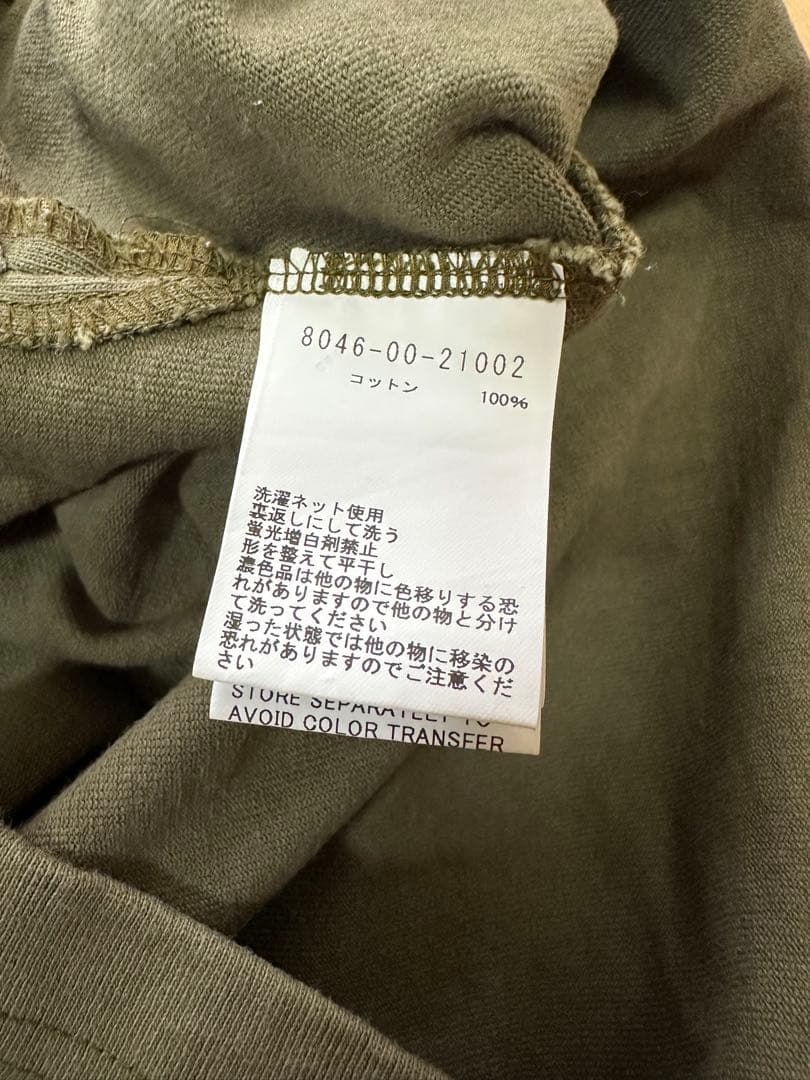 8046-00-21002
コットン 100%
洗濯ネット使用
裏返しにして洗う
蛍光増白剤禁止
形を整えて平干し
濃色品は他の物に色移りする恐
れがありますので他の物と分け
て洗ってください
湿った状態では他の物に移染の
恐れがありますのでご注意くだ
さい
STORE SEPARATELY TO
AVOID COLOR TRANSFER